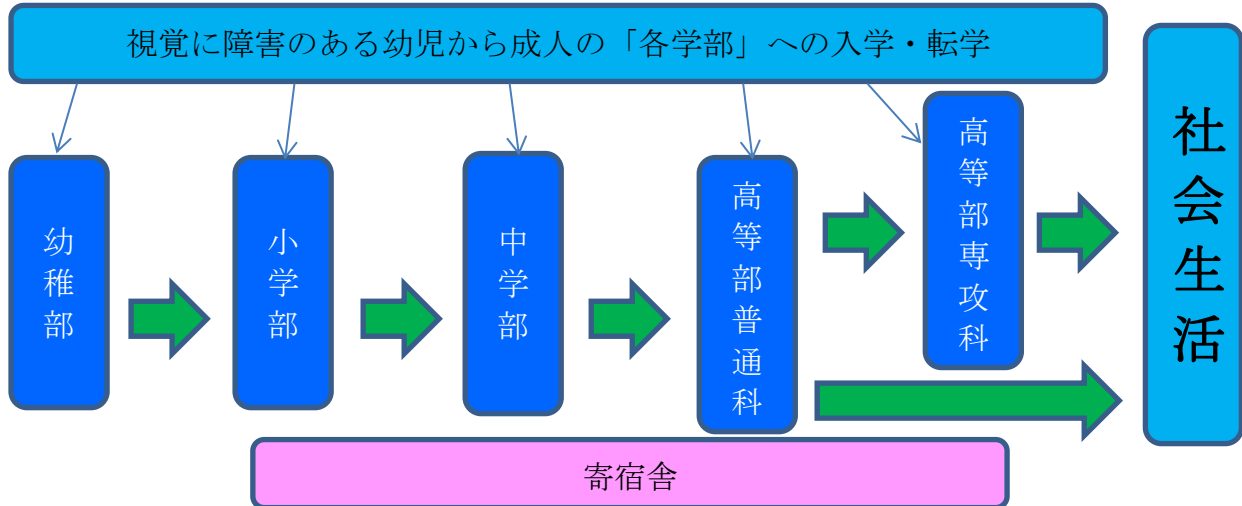 視覚に障害のある幼児から成人の「各学部」への入学・転学
幼稚部
小学部
中学部
高等部普通科
高等部専攻科
社会生活
寄宿舎